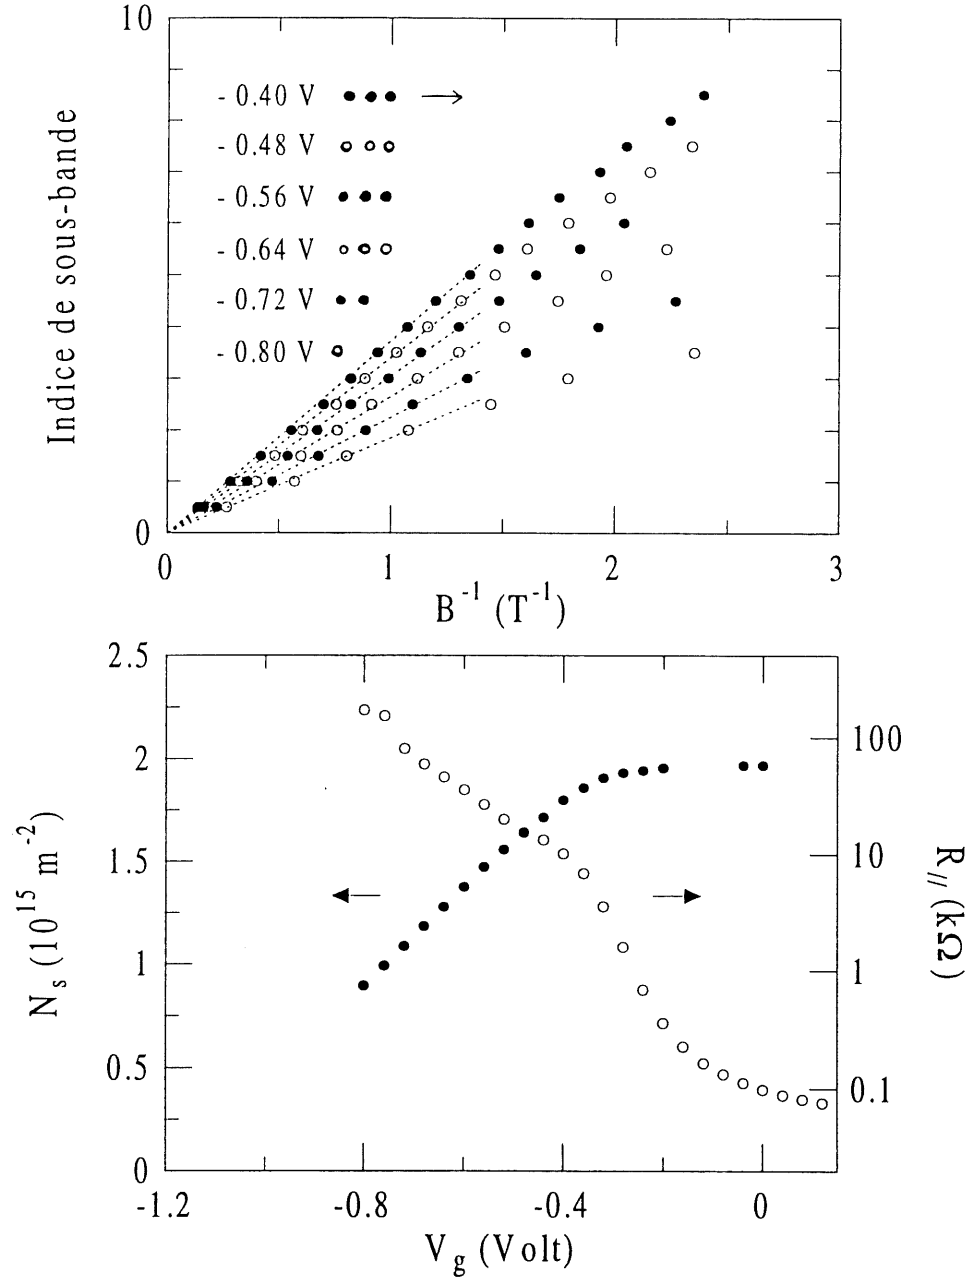 10
- 0.40 V
- 0.48 V
- 0.56 V
- 0.64 V
- 0.72 V
- 0.80 V
Indice de sous-bande
0
0 1 2 3
B⁻¹ (T⁻¹)
2.5
2
1.5
1
0.5
0
N_s (10¹⁵ m⁻²)
100
10
1
0.1
R_// (kΩ)
-1.2 -0.8 -0.4 0
V_g (Volt)